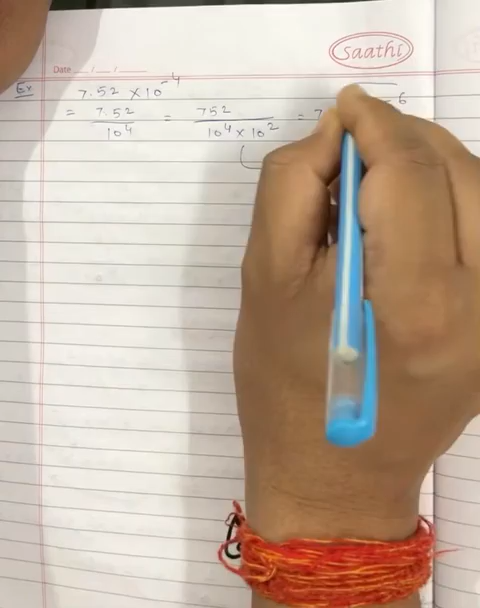 Saathi
Date / /
Ex 7.52 × 10⁻⁴
= 7.52 / 10⁴ = 752 / 10⁴ × 10² = 7 6